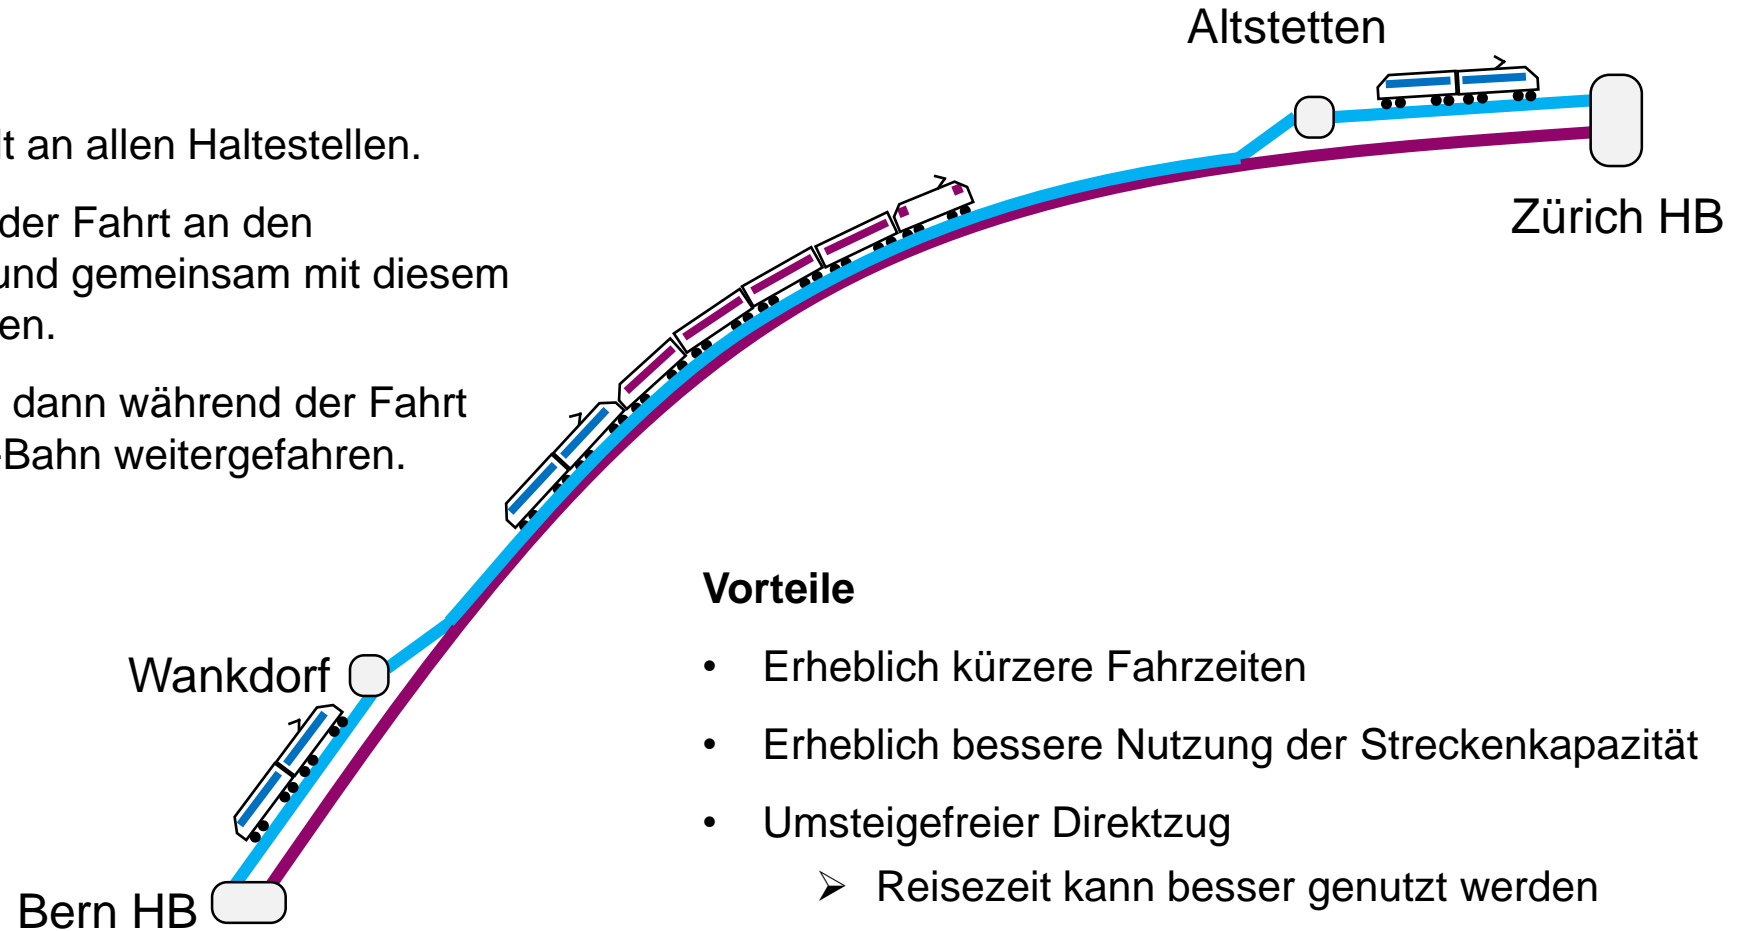 Altstetten
lt an allen Haltestellen.
der Fahrt an den
und gemeinsam mit diesem
en.
dann während der Fahrt
-Bahn weitergefahren.
Zürich HB
Wankdorf
Bern HB
Vorteile
• Erheblich kürzere Fahrzeiten
• Erheblich bessere Nutzung der Streckenkapazität
• Umsteigefreier Direktzug
➢ Reisezeit kann besser genutzt werden